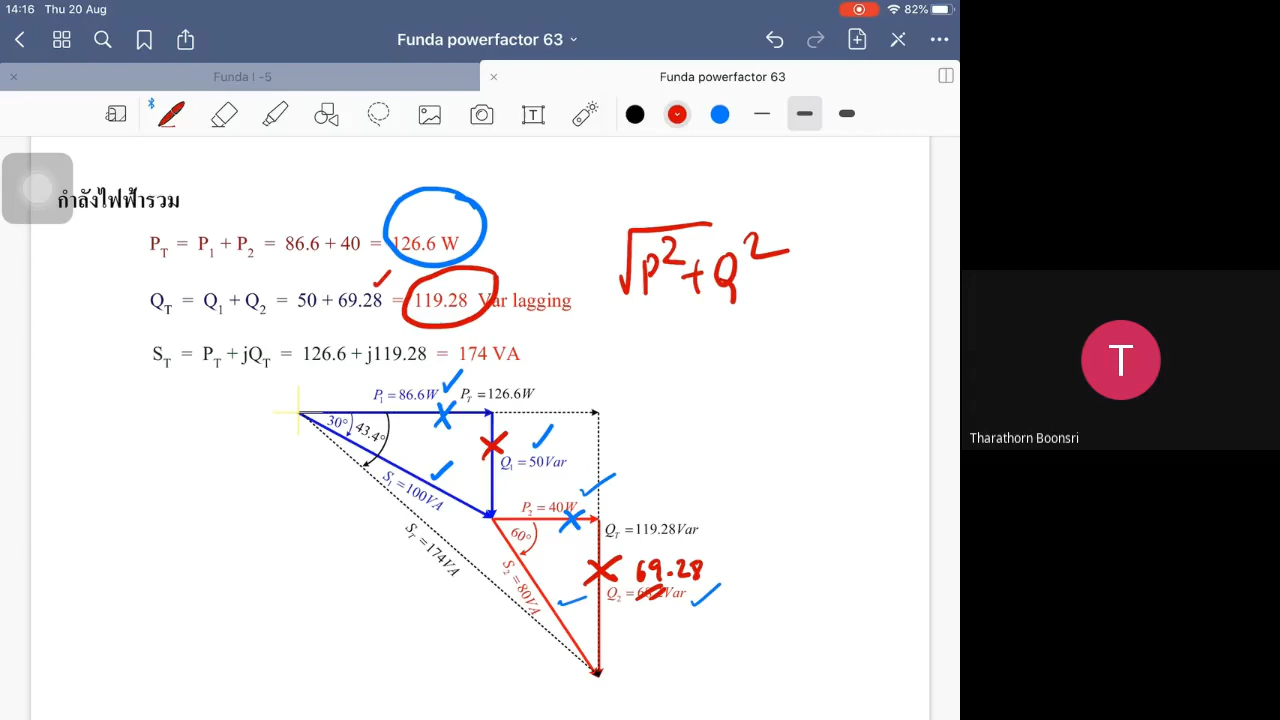 14:16 Thu 20 Aug
82%
Funda powerfactor 63
Funda I -5
Funda powerfactor 63
กำลังไฟฟ้ารวม
P_T = P_1 + P_2 = 86.6 + 40 = 126.6 W
Q_T = Q_1 + Q_2 = 50 + 69.28 = 119.28 Var lagging
S_T = P_T + jQ_T = 126.6 + j119.28 = 174 VA
√P² + Q²
P_1 = 86.6W
P_T = 126.6W
30°
43.4°
Q_1 = 50Var
S_1 = 100VA
P_2 = 40W
Q_T = 119.28Var
60°
S_T = 174VA
69.28
S_2 = 80VA
Q_2 = Var
T
Tharathorn Boonsri